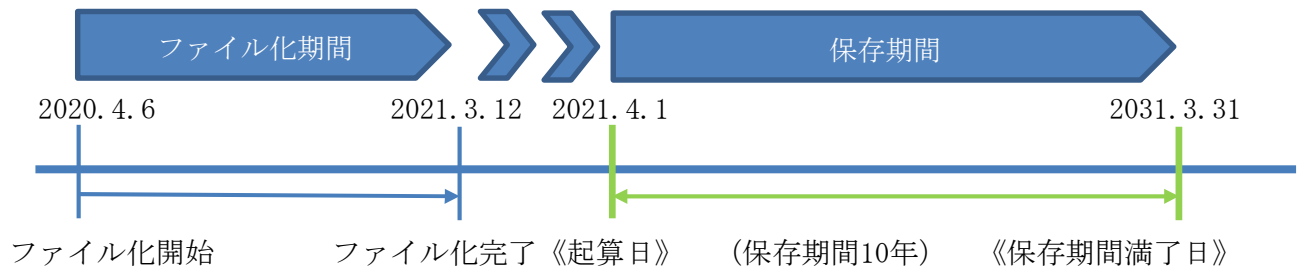 ファイル化期間 保存期間
2020.4.6 2021.3.12 2021.4.1 2031.3.31
ファイル化開始 ファイル化完了 《起算日》 (保存期間10年) 《保存期間満了日》